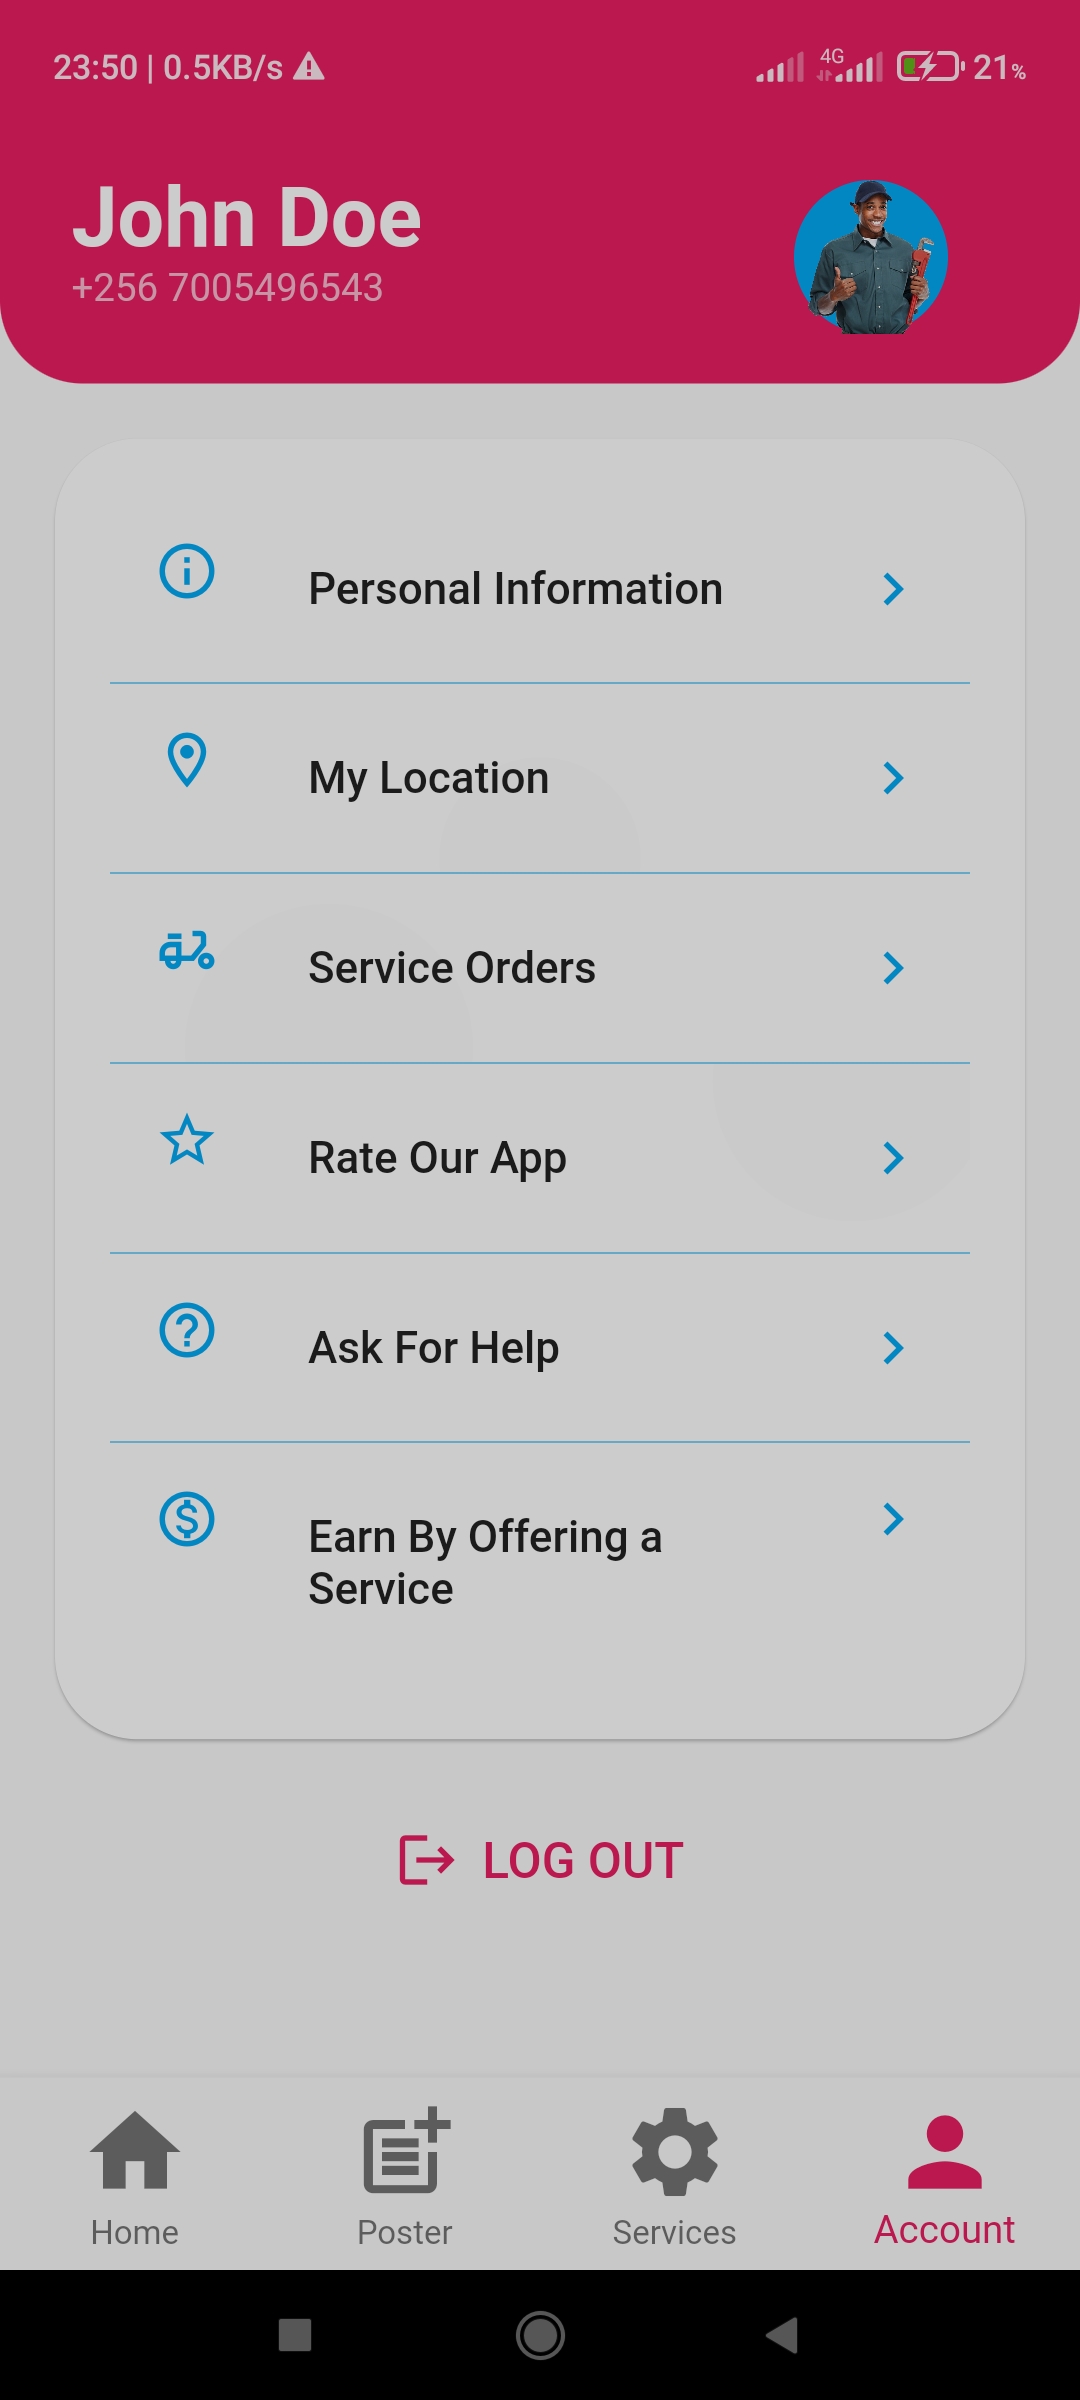 23:50 | 0.5KB/s
4G
21%
John Doe
+256 7005496543
Personal Information
My Location
Service Orders
Rate Our App
Ask For Help
Earn By Offering a
Service
LOG OUT
Home
Poster
Services
Account